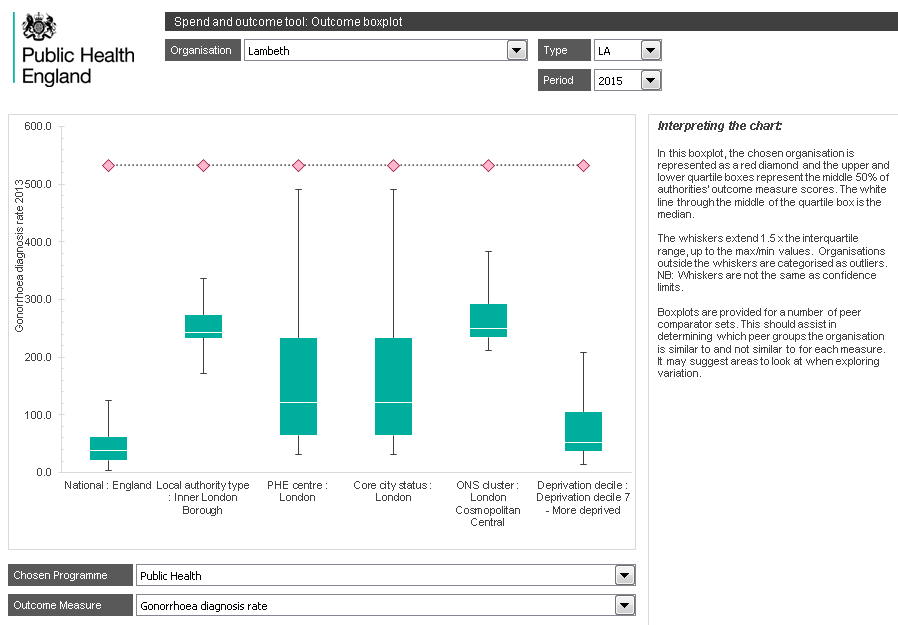 Spend and outcome tool: Outcome boxplot
Public Health
England
Organisation
Lambeth
Type
LA
Period
2015
600.0
500.0
400.0
300.0
200.0
100.0
0.0
Gonorrhoea diagnosis rate 2013
National : England
Local authority type
: Inner London
Borough
PHE centre :
London
Core city status :
London
ONS cluster :
London
Cosmopolitan
Central
Deprivation decile :
Deprivation decile 7
- More deprived
Interpreting the chart:
In this boxplot, the chosen organisation is
represented as a red diamond and the upper and
lower quartile boxes represent the middle 50% of
authorities' outcome measure scores. The white
line through the middle of the quartile box is the
median.
The whiskers extend 1.5 x the interquartile
range, up to the max/min values. Organisations
outside the whiskers are categorised as outliers.
NB: Whiskers are not the same as confidence
limits.
Boxplots are provided for a number of peer
comparator sets. This should assist in
determining which peer groups the organisation
is similar to and not similar to for each measure.
It may suggest areas to look at when exploring
variation.
Chosen Programme
Public Health
Outcome Measure
Gonorrhoea diagnosis rate